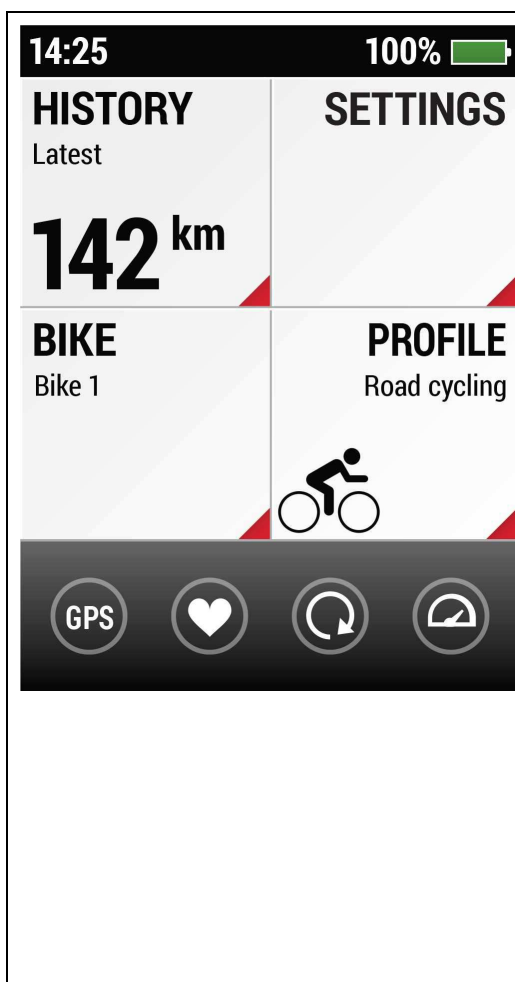 14:25 100%
HISTORY
Latest
142 km
SETTINGS
BIKE
Bike 1
PROFILE
Road cycling
GPS